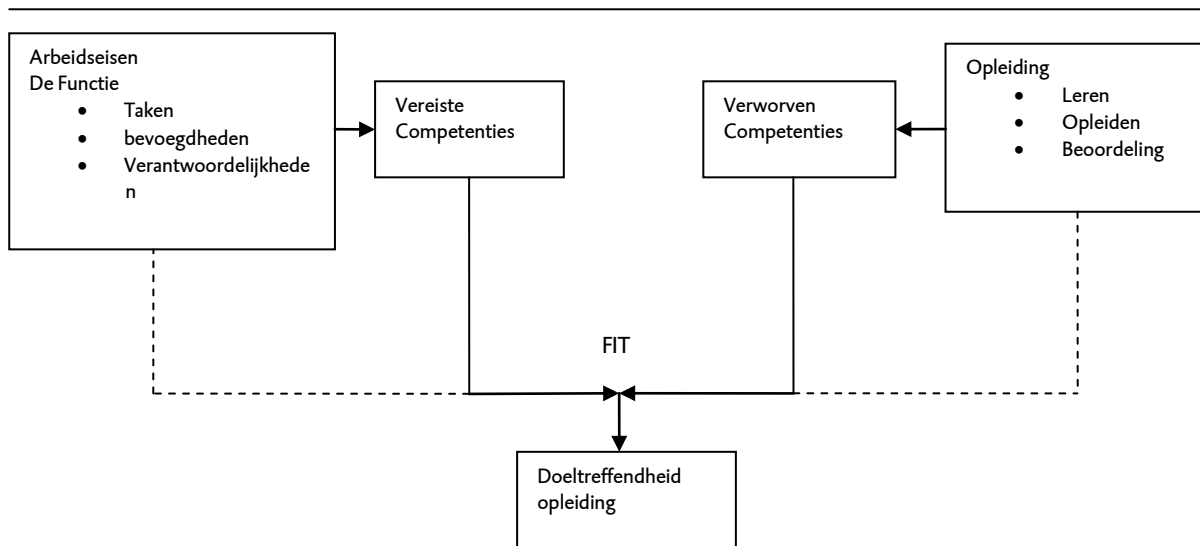 Arbeidseisen
De Functie
• Taken
• bevoegdheden
• Verantwoordelijkhede
n
Vereiste
Competenties
Verworven
Competenties
Opleiding
• Leren
• Opleiden
• Beoordeling
FIT
Doeltreffendheid
opleiding